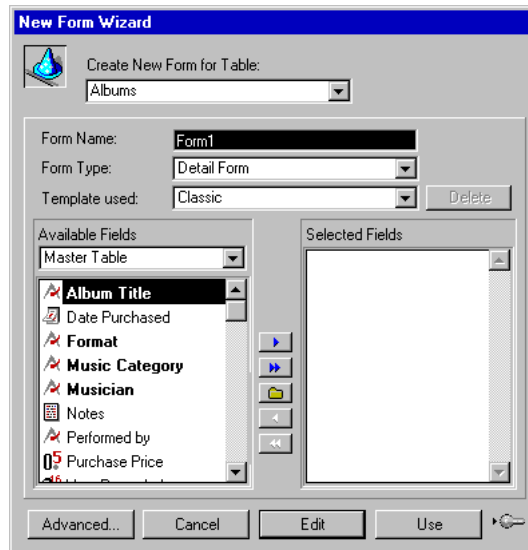 New Form Wizard
Create New Form for Table:
Albums
Form Name:
Form1
Form Type:
Detail Form
Template used:
Classic
Delete
Available Fields
Master Table
Selected Fields
Album Title
Date Purchased
Format
Music Category
Musician
Notes
Performed by
Purchase Price
Advanced...
Cancel
Edit
Use